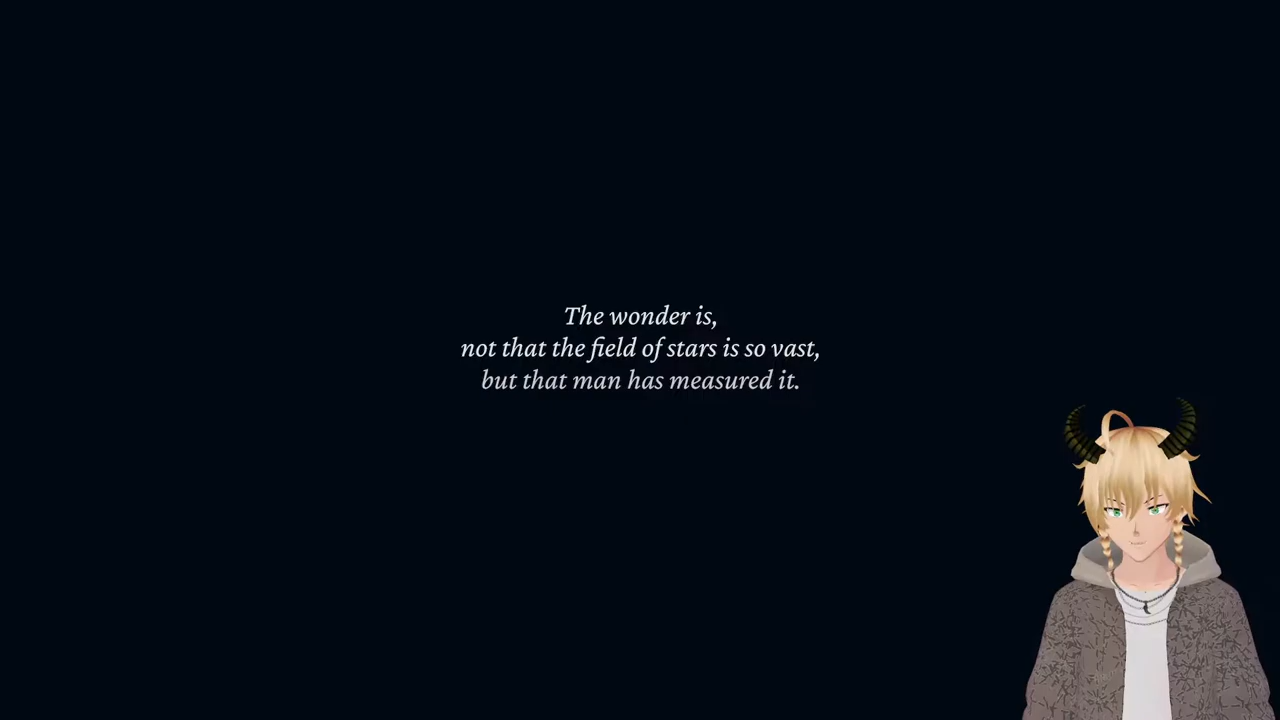 The wonder is,
not that the field of stars is so vast,
but that man has measured it.